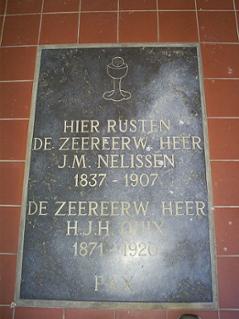 HIER RUSTEN
DE ZEEREERW. HEER
J.M. NELISSEN
1837 - 1907
DE ZEEREERW. HEER
H.J.H.
1871 - 1920
PAX